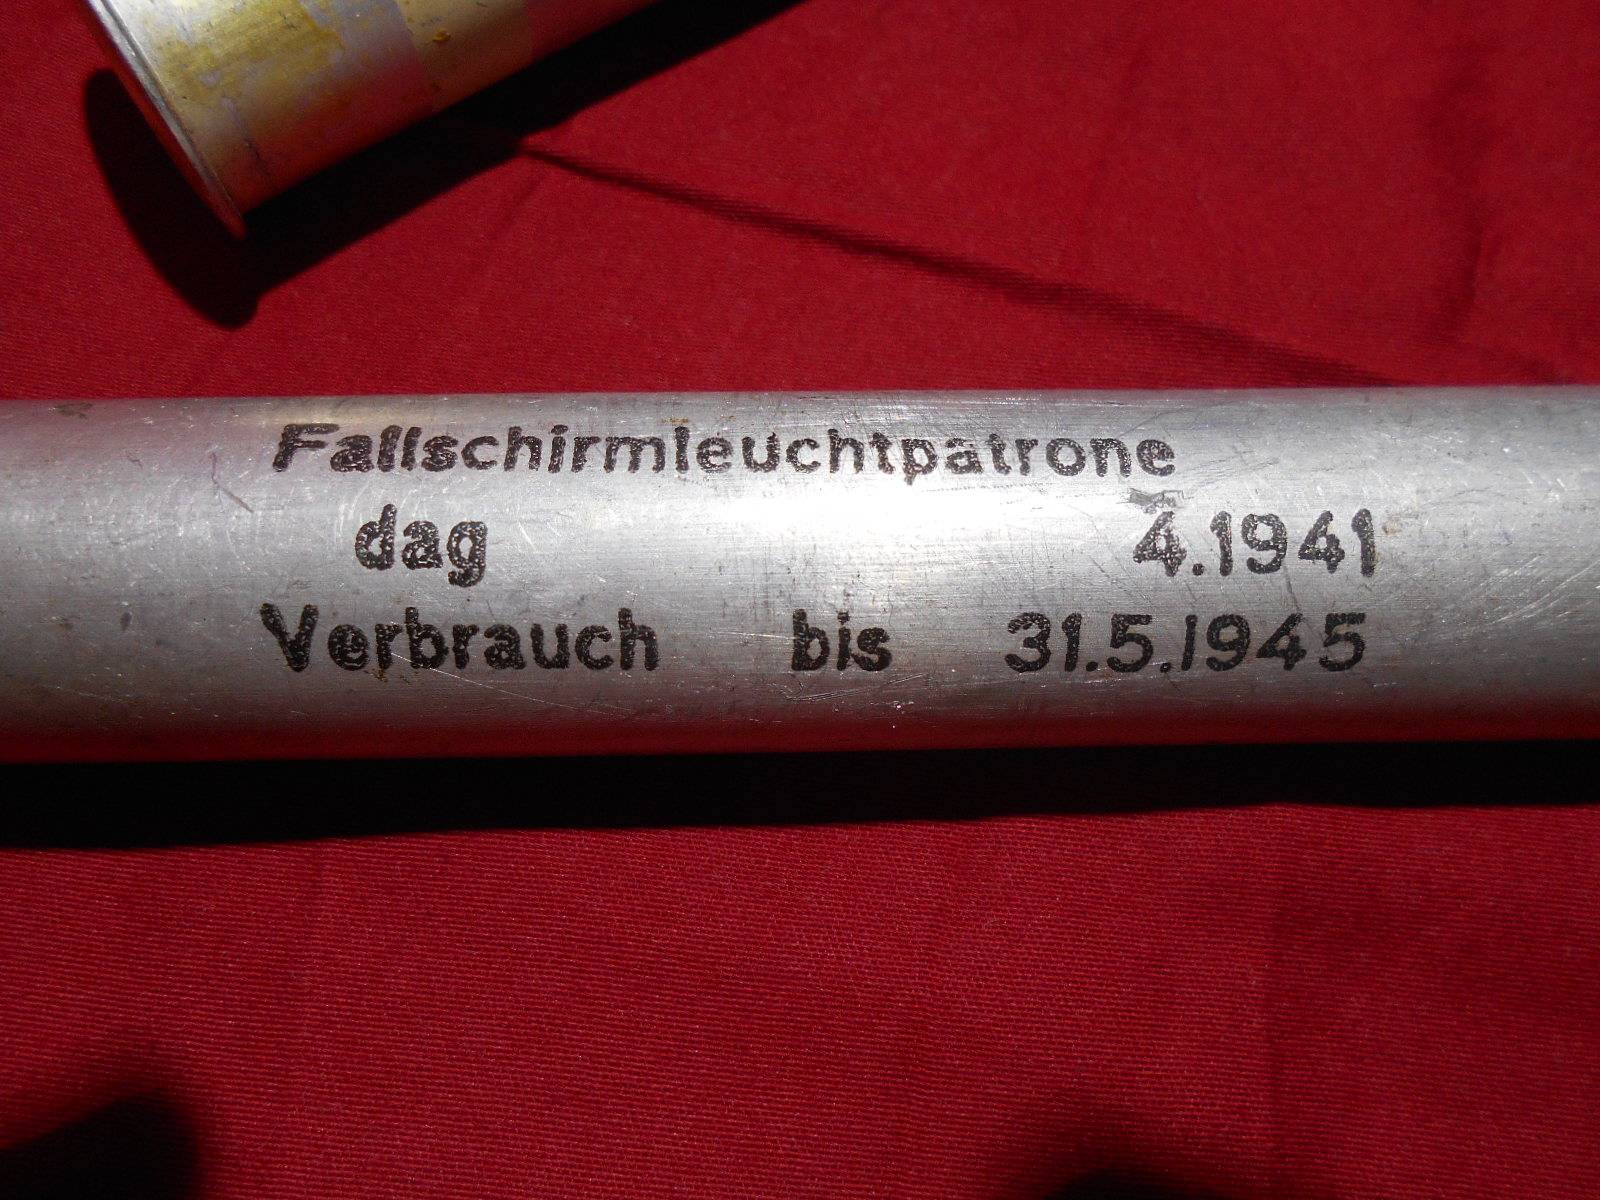 Fallschirmleuchtpatrone
dag 4.1941
Verbrauch bis 31.5.1945